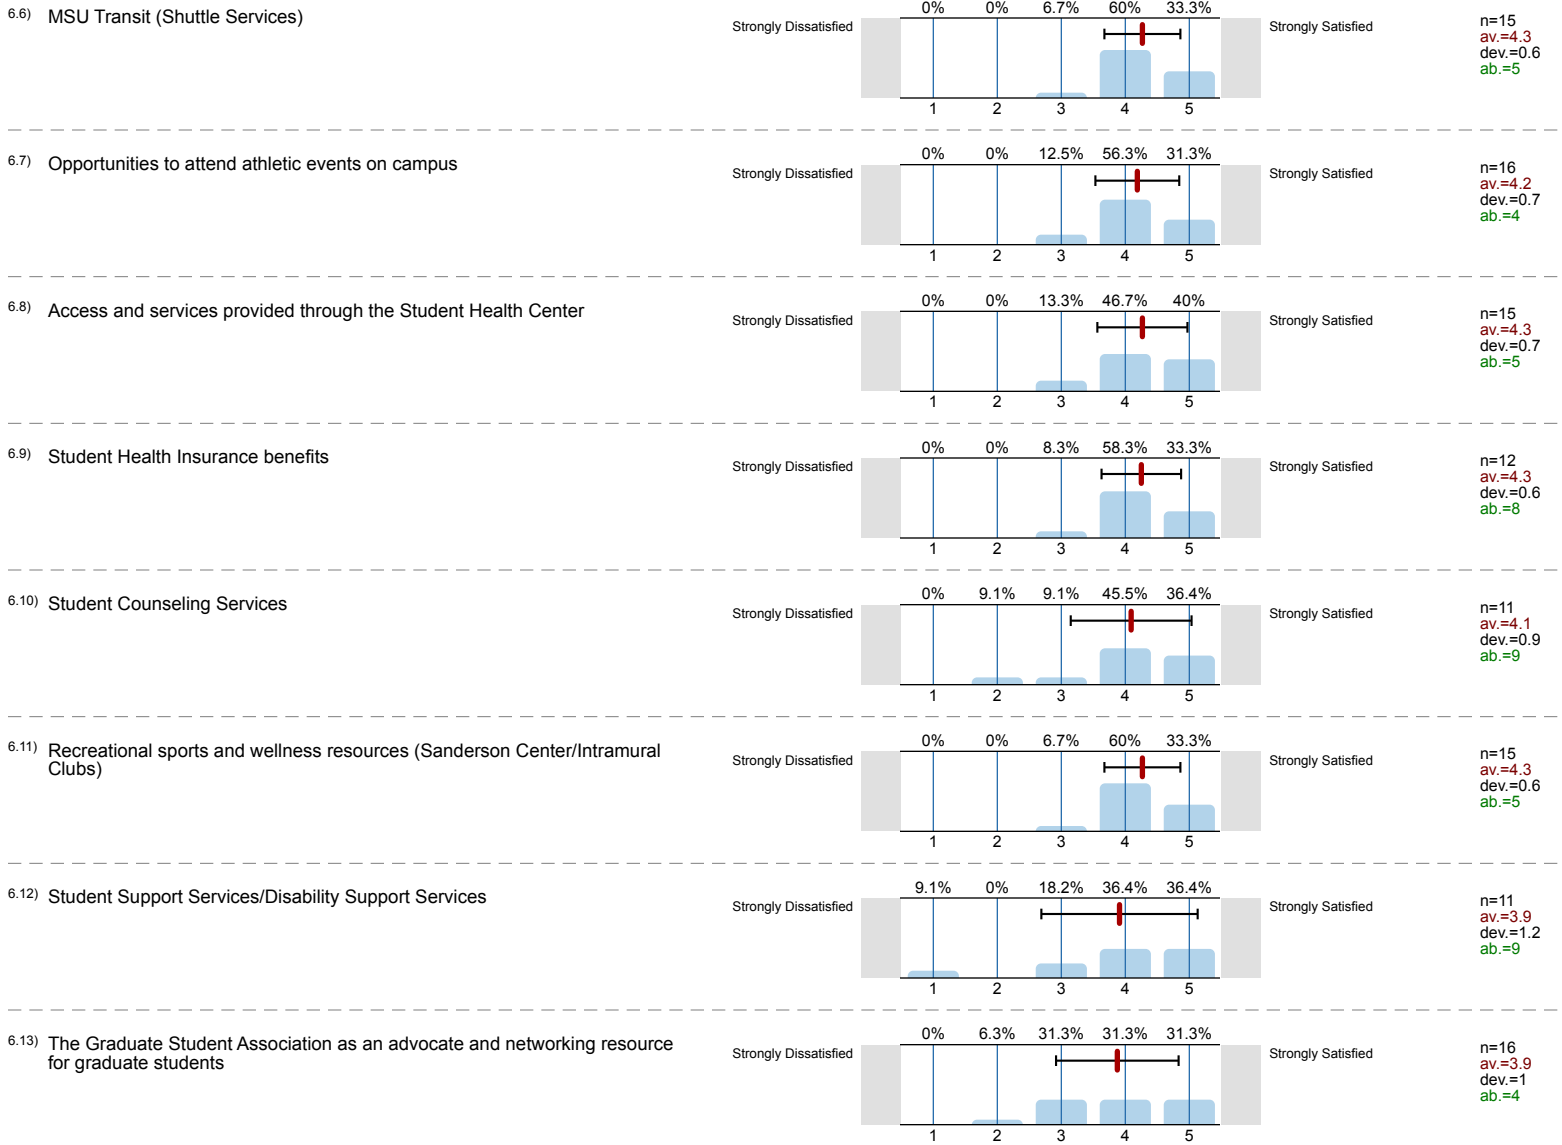 6.6) MSU Transit (Shuttle Services)
0% 0% 6.7% 60% 33.3%
Strongly Dissatisfied Strongly Satisfied
n=15
av.=4.3
dev.=0.6
ab.=5
1 2 3 4 5
6.7) Opportunities to attend athletic events on campus
0% 0% 12.5% 56.3% 31.3%
Strongly Dissatisfied Strongly Satisfied
n=16
av.=4.2
dev.=0.7
ab.=4
1 2 3 4 5
6.8) Access and services provided through the Student Health Center
0% 0% 13.3% 46.7% 40%
Strongly Dissatisfied Strongly Satisfied
n=15
av.=4.3
dev.=0.7
ab.=5
1 2 3 4 5
6.9) Student Health Insurance benefits
0% 0% 8.3% 58.3% 33.3%
Strongly Dissatisfied Strongly Satisfied
n=12
av.=4.3
dev.=0.6
ab.=8
1 2 3 4 5
6.10) Student Counseling Services
0% 9.1% 9.1% 45.5% 36.4%
Strongly Dissatisfied Strongly Satisfied
n=11
av.=4.1
dev.=0.9
ab.=9
1 2 3 4 5
6.11) Recreational sports and wellness resources (Sanderson Center/Intramural
Clubs)
0% 0% 6.7% 60% 33.3%
Strongly Dissatisfied Strongly Satisfied
n=15
av.=4.3
dev.=0.6
ab.=5
1 2 3 4 5
6.12) Student Support Services/Disability Support Services
9.1% 0% 18.2% 36.4% 36.4%
Strongly Dissatisfied Strongly Satisfied
n=11
av.=3.9
dev.=1.2
ab.=9
1 2 3 4 5
6.13) The Graduate Student Association as an advocate and networking resource
for graduate students
0% 6.3% 31.3% 31.3% 31.3%
Strongly Dissatisfied Strongly Satisfied
n=16
av.=3.9
dev.=1
ab.=4
1 2 3 4 5